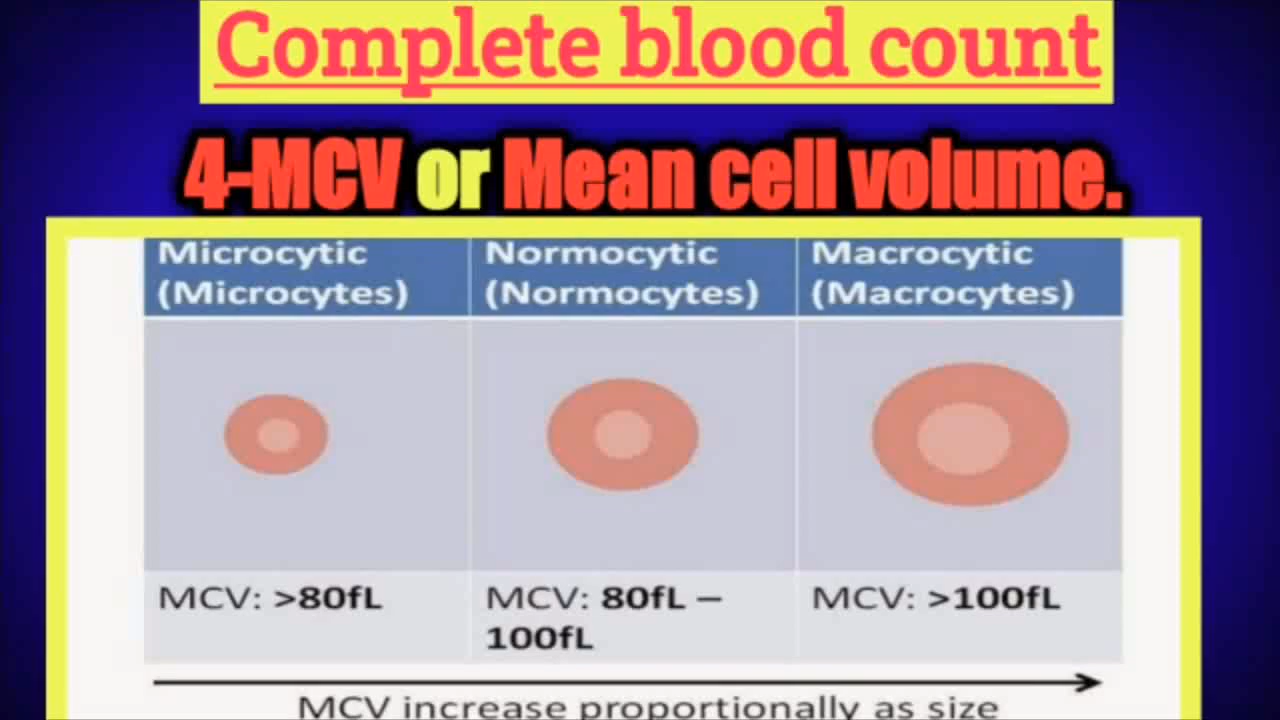 Complete blood count
4-MCV or Mean cell volume.
Microcytic
(Microcytes)
Normocytic
(Normocytes)
Macrocytic
(Macrocytes)
MCV: >80fL
MCV: 80fL –
100fL
MCV: >100fL
MCV increase proportionally as size